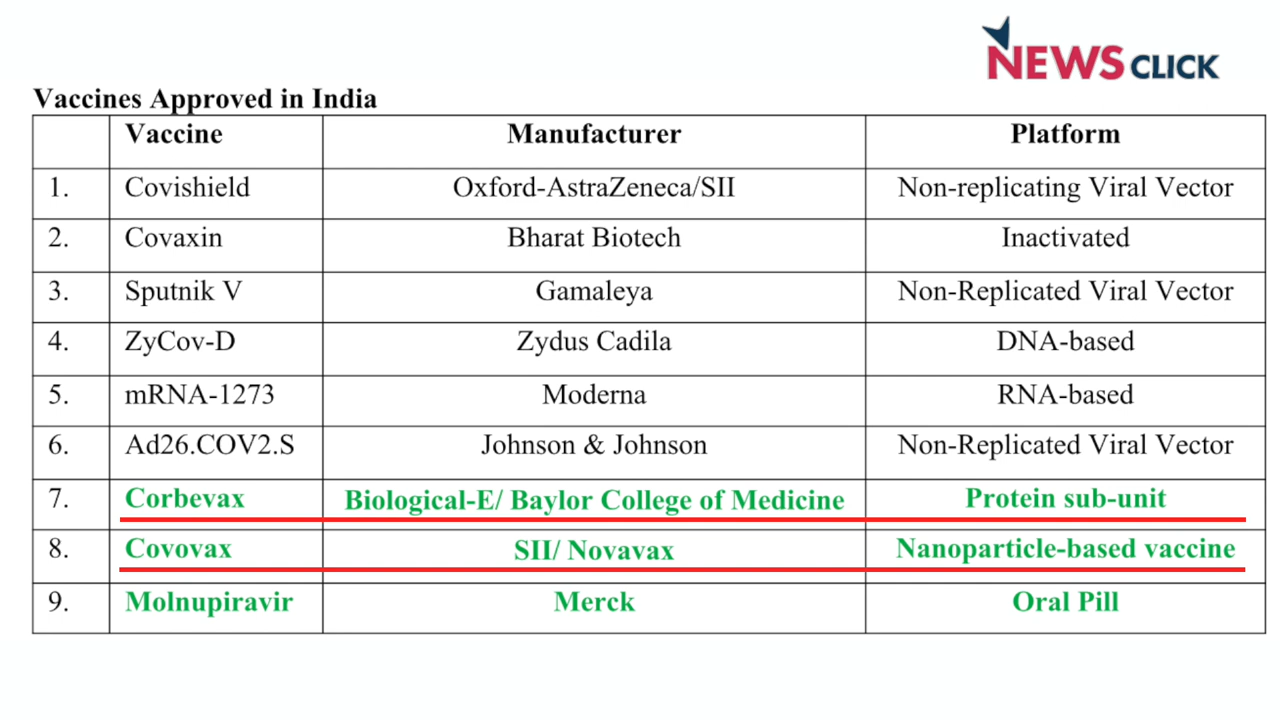 NEWSCLICK
Vaccines Approved in India
Vaccine Manufacturer Platform
1. Covishield Oxford-AstraZeneca/SII Non-replicating Viral Vector
2. Covaxin Bharat Biotech Inactivated
3. Sputnik V Gamaleya Non-Replicated Viral Vector
4. ZyCov-D Zydus Cadila DNA-based
5. mRNA-1273 Moderna RNA-based
6. Ad26.COV2.S Johnson & Johnson Non-Replicated Viral Vector
7. Corbevax Biological-E/ Baylor College of Medicine Protein sub-unit
8. Covovax SII/ Novavax Nanoparticle-based vaccine
9. Molnupiravir Merck Oral Pill